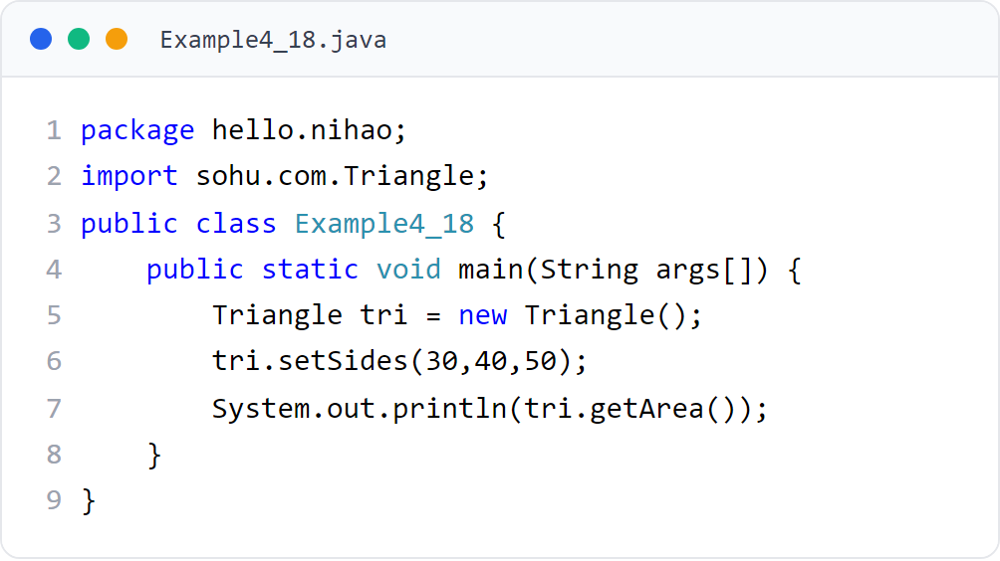 Example4_18.java
1 package hello.nihao;
2 import sohu.com.Triangle;
3 public class Example4_18 {
4     public static void main(String args[]) {
5         Triangle tri = new Triangle();
6         tri.setSides(30,40,50);
7         System.out.println(tri.getArea());
8     }
9 }